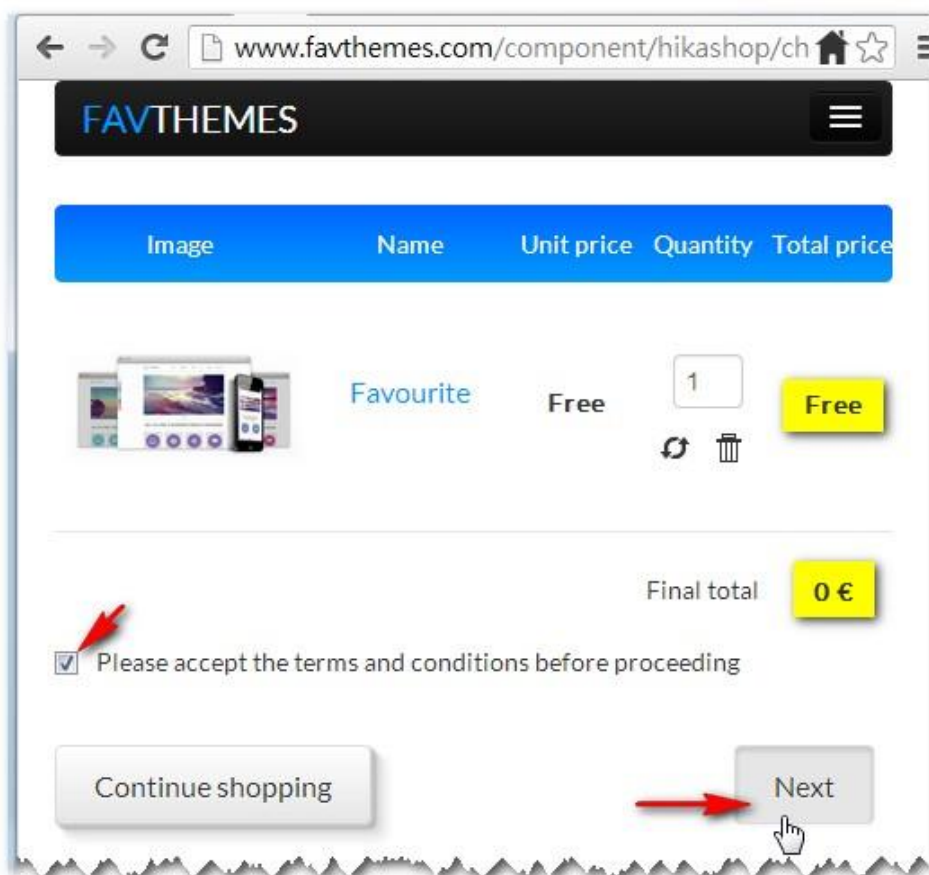 www.favthemes.com/component/hikashop/ch
FAVTHEMES
Image Name Unit price Quantity Total price
Favourite Free 1 Free
Final total 0 €
Please accept the terms and conditions before proceeding
Continue shopping Next